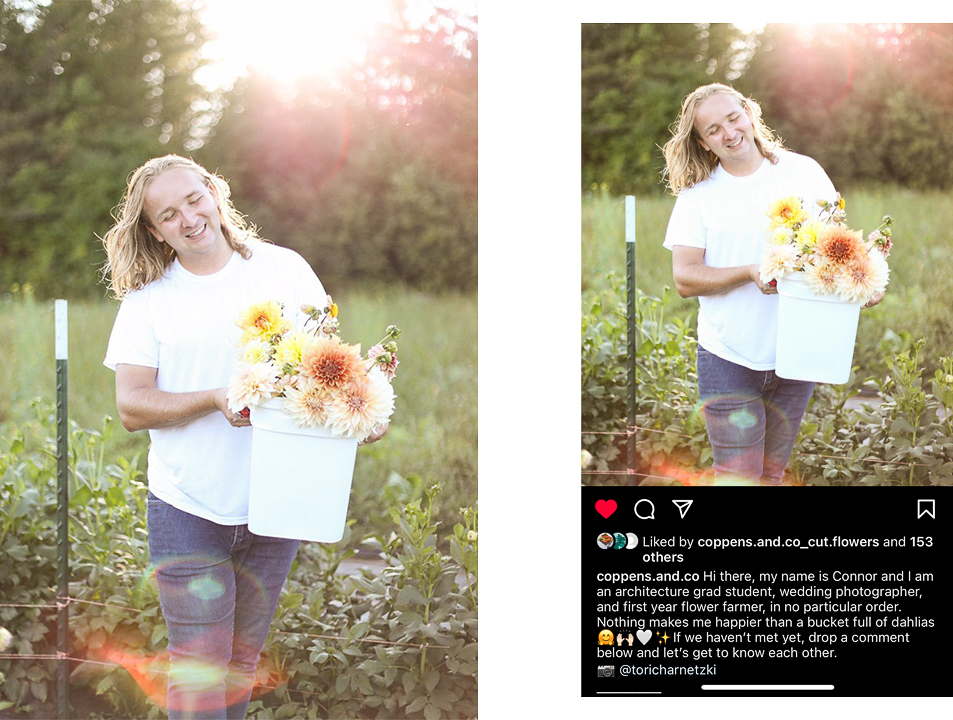 Liked by coppens.and.co_cut.flowers and 153
others
coppens.and.co Hi there, my name is Connor and I am
an architecture grad student, wedding photographer,
and first year flower farmer, in no particular order.
Nothing makes me happier than a bucket full of dahlias
🤗🙌🏻🤍✨ If we haven’t met yet, drop a comment
below and let’s get to know each other.
📷 @toricharnetzki